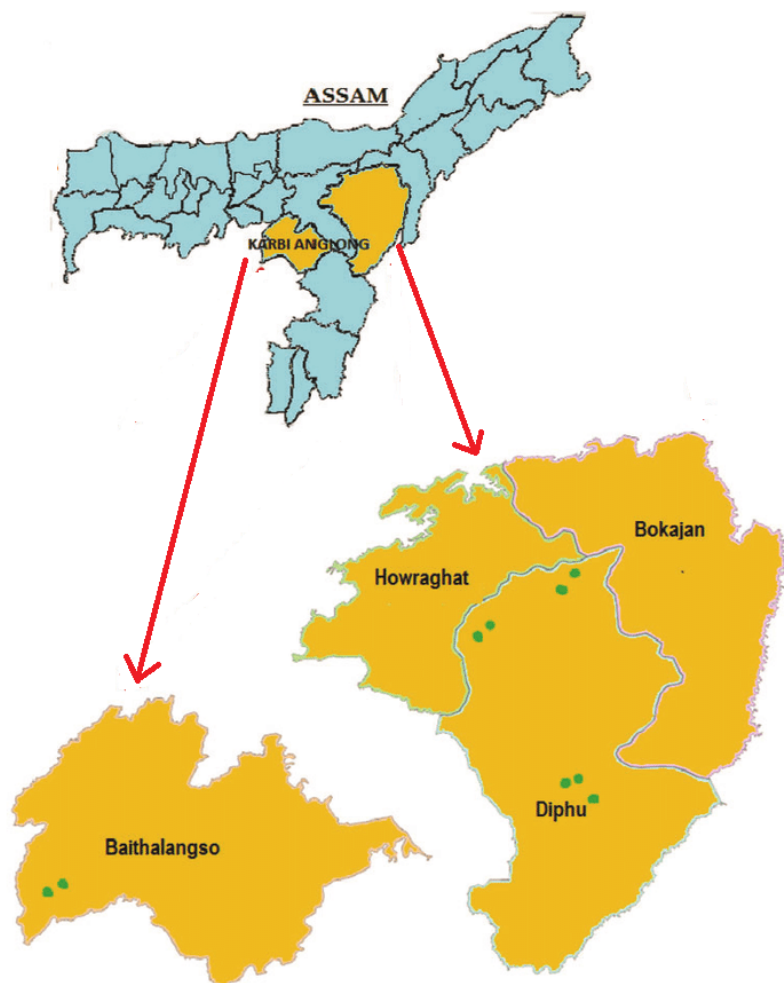 ASSAM
KARBI ANGLONG
Bokajan
Howraghat
Diphu
Baithalangso